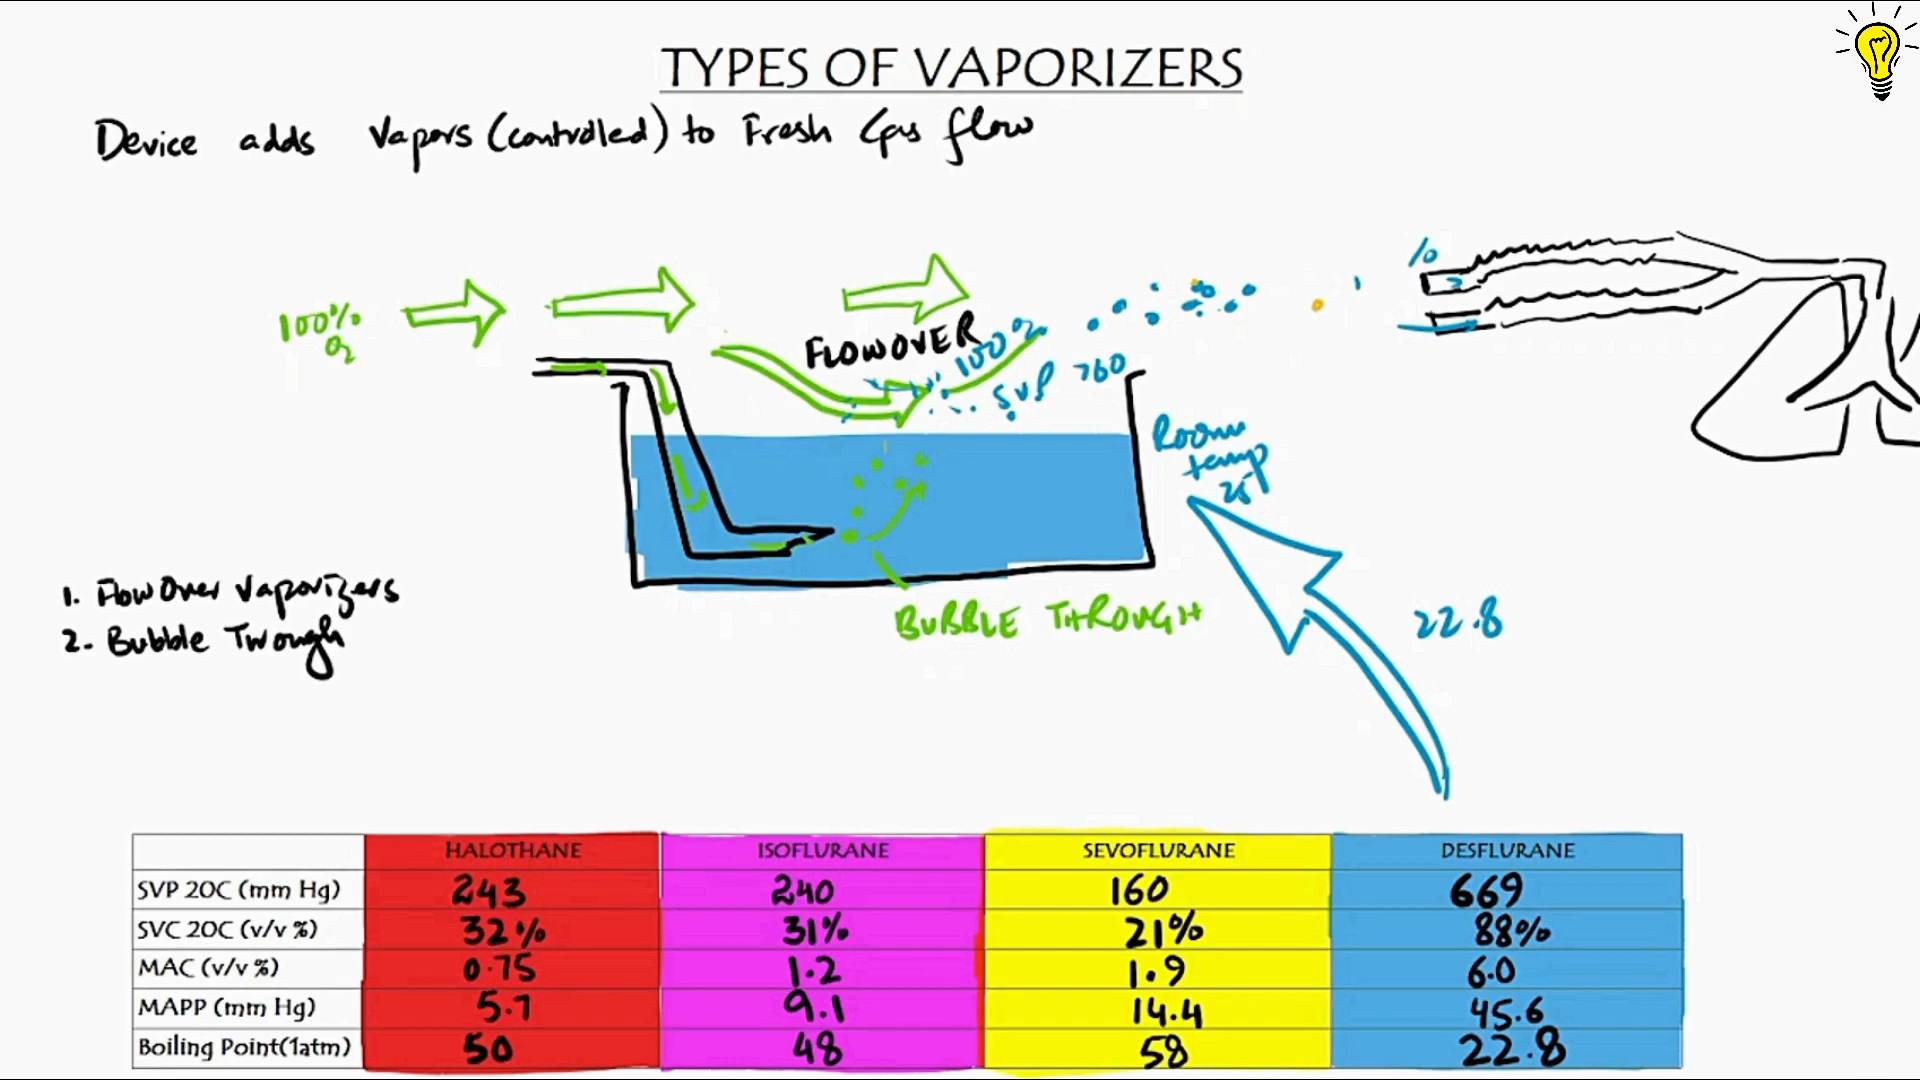 TYPES OF VAPORIZERS
Device adds Vapors (controlled) to Fresh Gas flow
100%
O2
FLOWOVER
100%
SVP 760
%
Room
temp
25
1. FlowOver Vaporizers
2. Bubble Through
BUBBLE THROUGH
22.8
HALOTHANE ISOFLURANE SEVOFLURANE DESFLURANE
SVP 20C (mm Hg) 243 240 160 669
SVC 20C (v/v %) 32% 31% 21% 88%
MAC (v/v %) 0.75 1.2 1.9 6.0
MAPP (mm Hg) 5.7 9.1 14.4 45.6
Boiling Point(1atm) 50 48 58 22.8